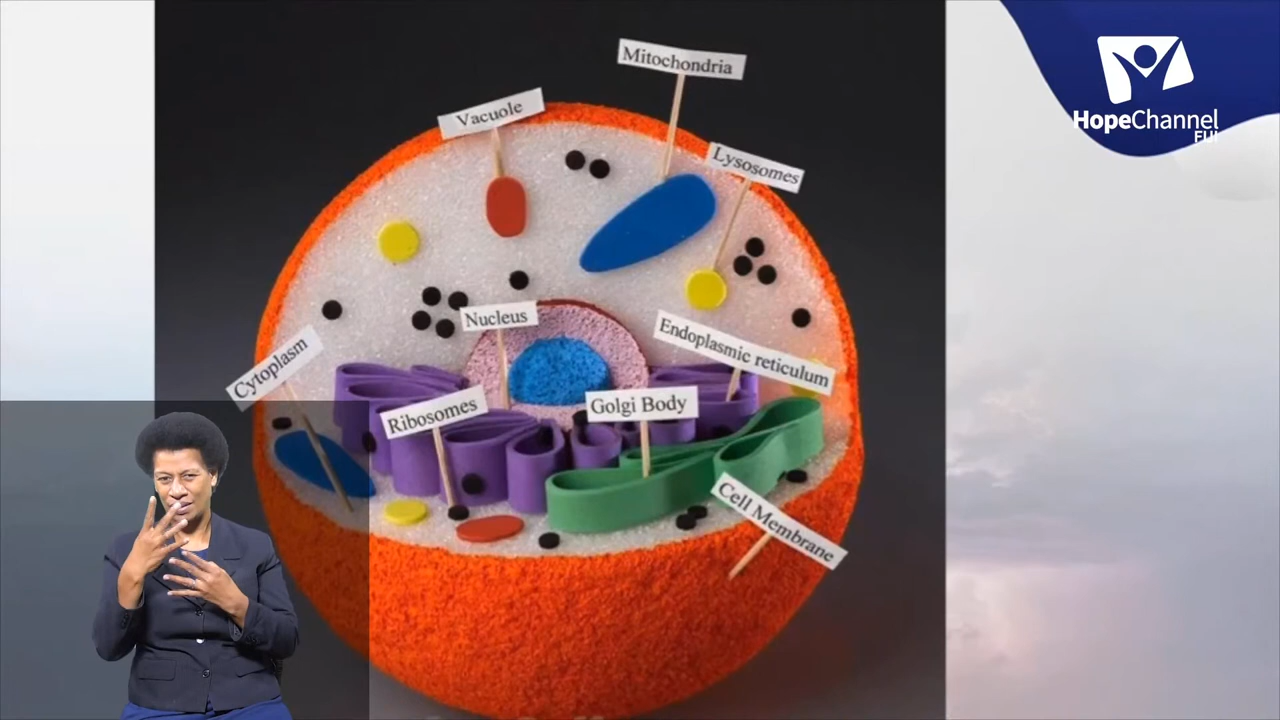 Mitochondria
Vacuole
Lysosomes
Nucleus
Endoplasmic reticulum
Cytoplasm
Ribosomes
Golgi Body
Cell Membrane
HopeChannel
FIJI